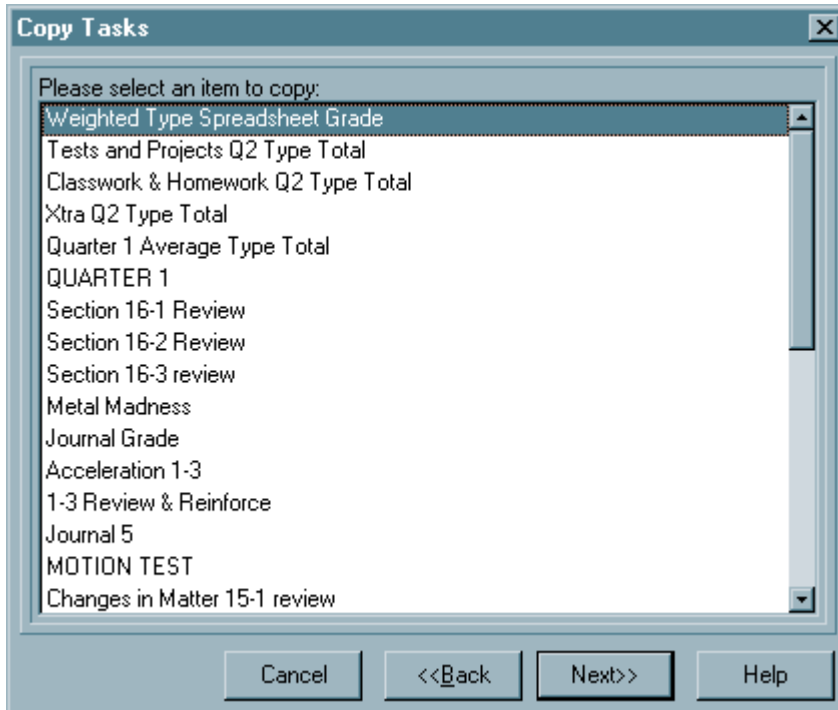 Copy Tasks
Please select an item to copy:
Weighted Type Spreadsheet Grade
Tests and Projects Q2 Type Total
Classwork & Homework Q2 Type Total
Xtra Q2 Type Total
Quarter 1 Average Type Total
QUARTER 1
Section 16-1 Review
Section 16-2 Review
Section 16-3 review
Metal Madness
Journal Grade
Acceleration 1-3
1-3 Review & Reinforce
Journal 5
MOTION TEST
Changes in Matter 15-1 review
Cancel <<Back Next>> Help